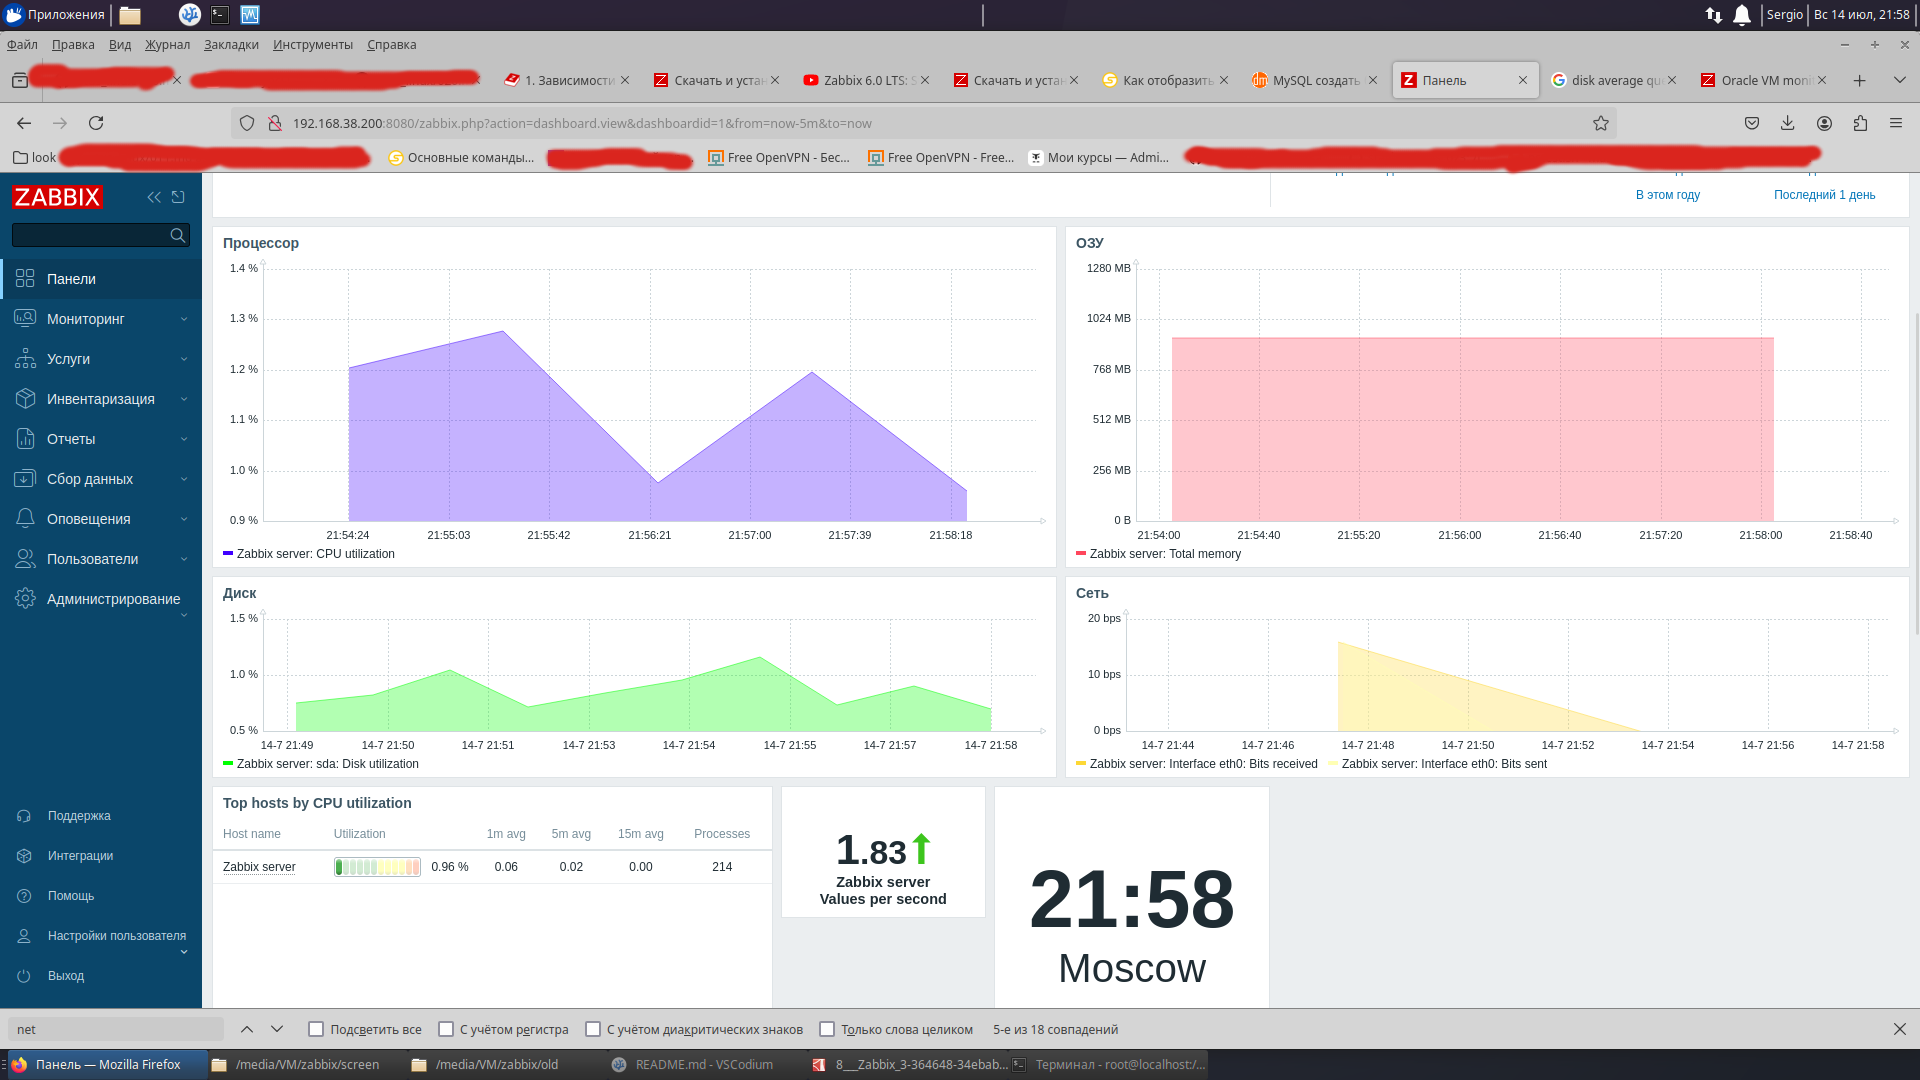 Приложения
Sergio
Вс 14 июл, 21:58
Файл Правка Вид Журнал Закладки Инструменты Справка
1. Зависимости
Скачать и устан
Zabbix 6.0 LTS:
Скачать и устан
Как отобразить
MySQL создать
Панель
disk average qu
Oracle VM moni
192.168.38.200:8080/zabbix.php?action=dashboard.view&dashboardid=1&from=now-5m&to=now
look
Основные команды...
Free OpenVPN - Бес...
Free OpenVPN - Free...
Мои курсы — Admi...
ZABBIX
Панели
Мониторинг
Услуги
Инвентаризация
Отчеты
Сбор данных
Оповещения
Пользователи
Администрирование
Поддержка
Интеграции
Помощь
Настройки пользователя
Выход
В этом году
Последний 1 день
Процессор
1.4 %
1.3 %
1.2 %
1.1 %
1.0 %
0.9 %
21:54:24 21:55:03 21:55:42 21:56:21 21:57:00 21:57:39 21:58:18
Zabbix server: CPU utilization
ОЗУ
1280 MB
1024 MB
768 MB
512 MB
256 MB
0 B
21:54:00 21:54:40 21:55:20 21:56:00 21:56:40 21:57:20 21:58:00 21:58:40
Zabbix server: Total memory
Диск
1.5 %
1.0 %
0.5 %
14-7 21:49 14-7 21:50 14-7 21:51 14-7 21:53 14-7 21:54 14-7 21:55 14-7 21:57 14-7 21:58
Zabbix server: sda: Disk utilization
Сеть
20 bps
10 bps
0 bps
14-7 21:44 14-7 21:46 14-7 21:48 14-7 21:50 14-7 21:52 14-7 21:54 14-7 21:56 14-7 21:58
Zabbix server: Interface eth0: Bits received Zabbix server: Interface eth0: Bits sent
Top hosts by CPU utilization
Host name Utilization 1m avg 5m avg 15m avg Processes
Zabbix server 0.96 % 0.06 0.02 0.00 214
1.83
Zabbix server
Values per second
21:58
Moscow
net
Подсветить все
С учётом регистра
С учётом диакритических знаков
Только слова целиком
5-е из 18 совпадений
Панель — Mozilla Firefox
/media/VM/zabbix/screen
/media/VM/zabbix/old
README.md - VSCodium
8___Zabbix_3-364648-34ebab...
Терминал - root@localhost:/...